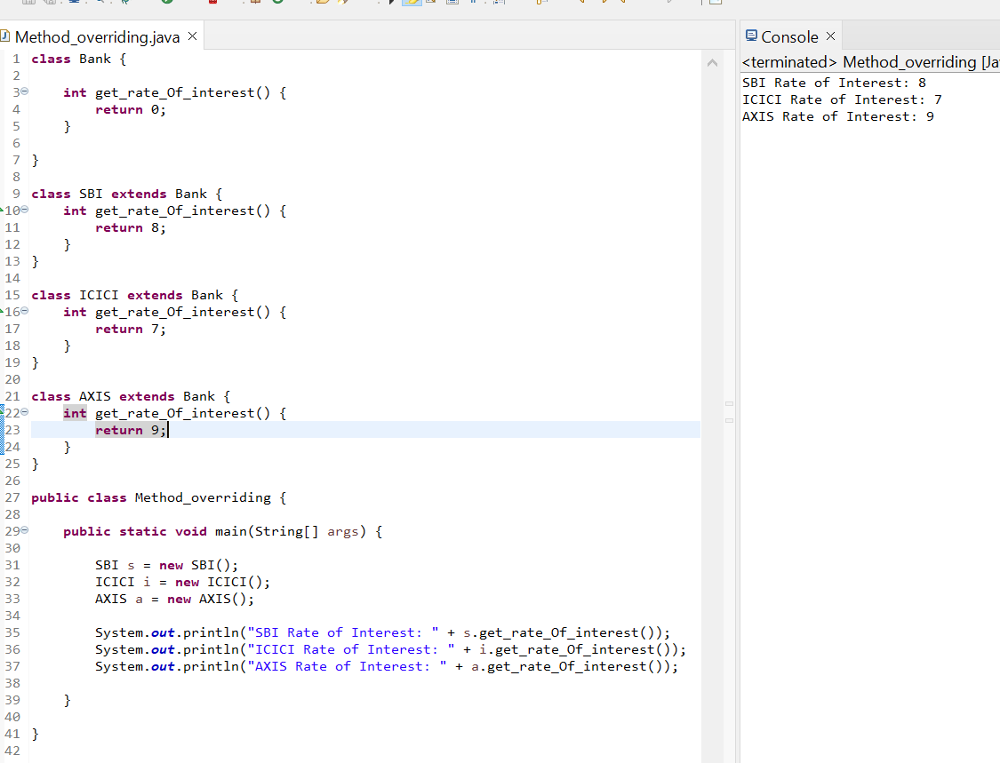 Method_overriding.java
1 class Bank {
2
3 int get_rate_Of_interest() {
4 return 0;
5 }
6
7 }
8
9 class SBI extends Bank {
10 int get_rate_Of_interest() {
11 return 8;
12 }
13 }
14
15 class ICICI extends Bank {
16 int get_rate_Of_interest() {
17 return 7;
18 }
19 }
20
21 class AXIS extends Bank {
22 int get_rate_Of_interest() {
23 return 9;
24 }
25 }
26
27 public class Method_overriding {
28
29 public static void main(String[] args) {
30
31 SBI s = new SBI();
32 ICICI i = new ICICI();
33 AXIS a = new AXIS();
34
35 System.out.println("SBI Rate of Interest: " + s.get_rate_Of_interest());
36 System.out.println("ICICI Rate of Interest: " + i.get_rate_Of_interest());
37 System.out.println("AXIS Rate of Interest: " + a.get_rate_Of_interest());
38
39 }
40
41 }
42
Console
<terminated> Method_overriding [Ja
SBI Rate of Interest: 8
ICICI Rate of Interest: 7
AXIS Rate of Interest: 9